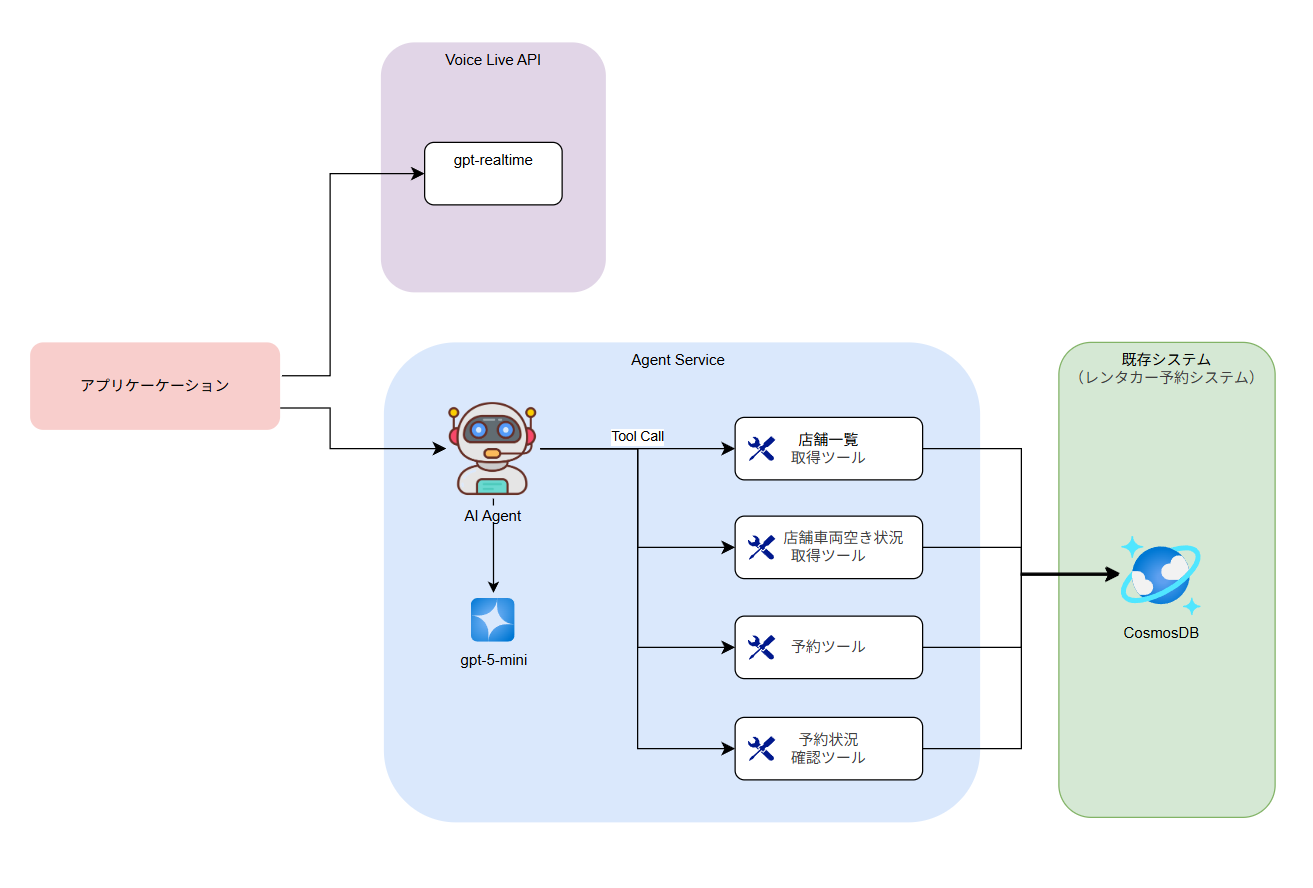 Voice Live API
gpt-realtime
アプリケーケーション
Agent Service
AI Agent
gpt-5-mini
Tool Call
店舗一覧
取得ツール
店舗車両空き状況
取得ツール
予約ツール
予約状況
確認ツール
既存システム
（レンタカー予約システム）
CosmosDB